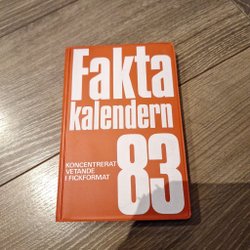 Fakta
kalendern
KONCENTRERAT
VETANDE
I FICKFORMAT
83